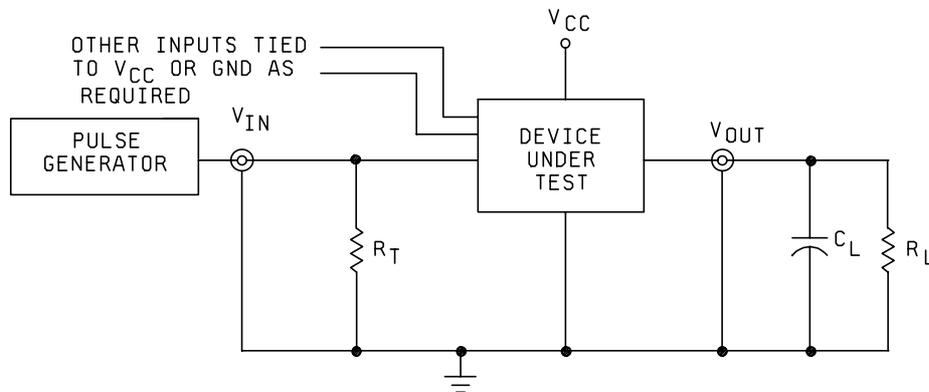 VCC
OTHER INPUTS TIED
TO VCC OR GND AS
REQUIRED
VIN
PULSE
GENERATOR
DEVICE
UNDER
TEST
VOUT
RT
CL
RL